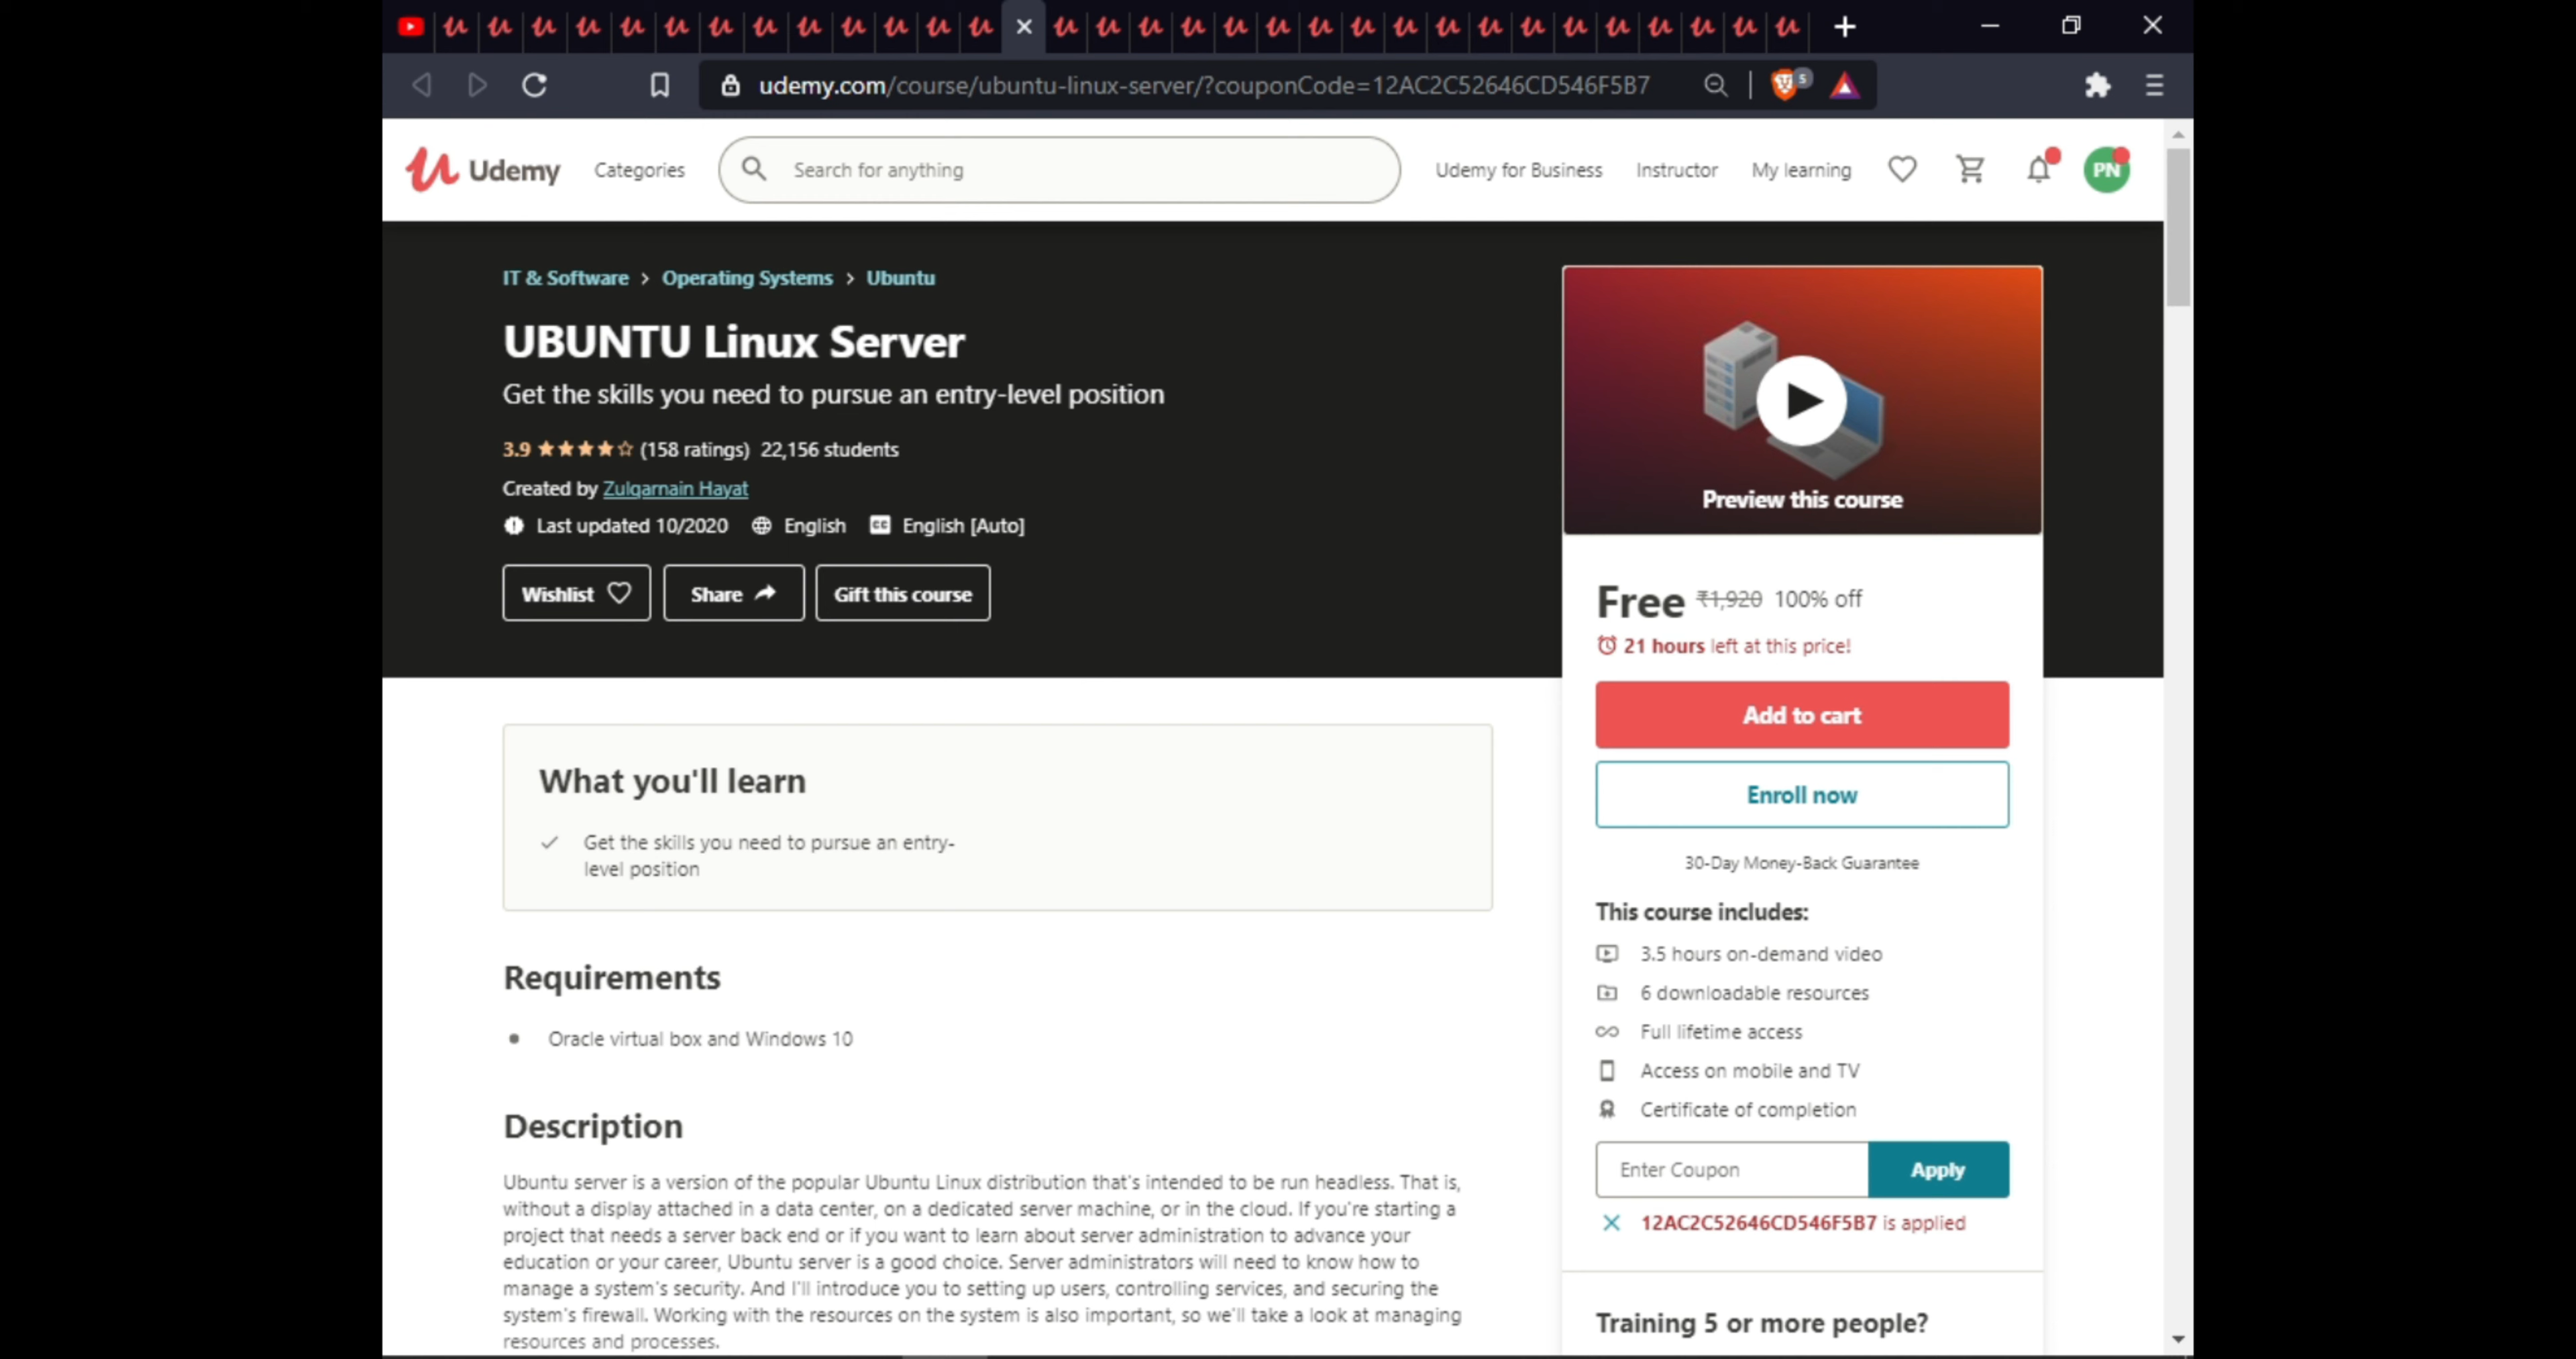 udemy.com/course/ubuntu-linux-server/?couponCode=12AC2C52646CD546F5B7
5
Udemy
Categories
Search for anything
Udemy for Business
Instructor
My learning
PN
IT & Software > Operating Systems > Ubuntu
UBUNTU Linux Server
Get the skills you need to pursue an entry-level position
3.9 (158 ratings) 22,156 students
Created by Zulqarnain Hayat
Last updated 10/2020 English CC English [Auto]
Wishlist
Share
Gift this course
Preview this course
Free ₹1,920 100% off
21 hours left at this price!
Add to cart
Enroll now
30-Day Money-Back Guarantee
This course includes:
3.5 hours on-demand video
6 downloadable resources
Full lifetime access
Access on mobile and TV
Certificate of completion
Enter Coupon
Apply
12AC2C52646CD546F5B7 is applied
Training 5 or more people?
What you'll learn
Get the skills you need to pursue an entry-
level position
Requirements
Oracle virtual box and Windows 10
Description
Ubuntu server is a version of the popular Ubuntu Linux distribution that's intended to be run headless. That is,
without a display attached in a data center, on a dedicated server machine, or in the cloud. If you're starting a
project that needs a server back end or if you want to learn about server administration to advance your
education or your career, Ubuntu server is a good choice. Server administrators will need to know how to
manage a system's security. And I'll introduce you to setting up users, controlling services, and securing the
system's firewall. Working with the resources on the system is also important, so we'll take a look at managing
resources and processes.